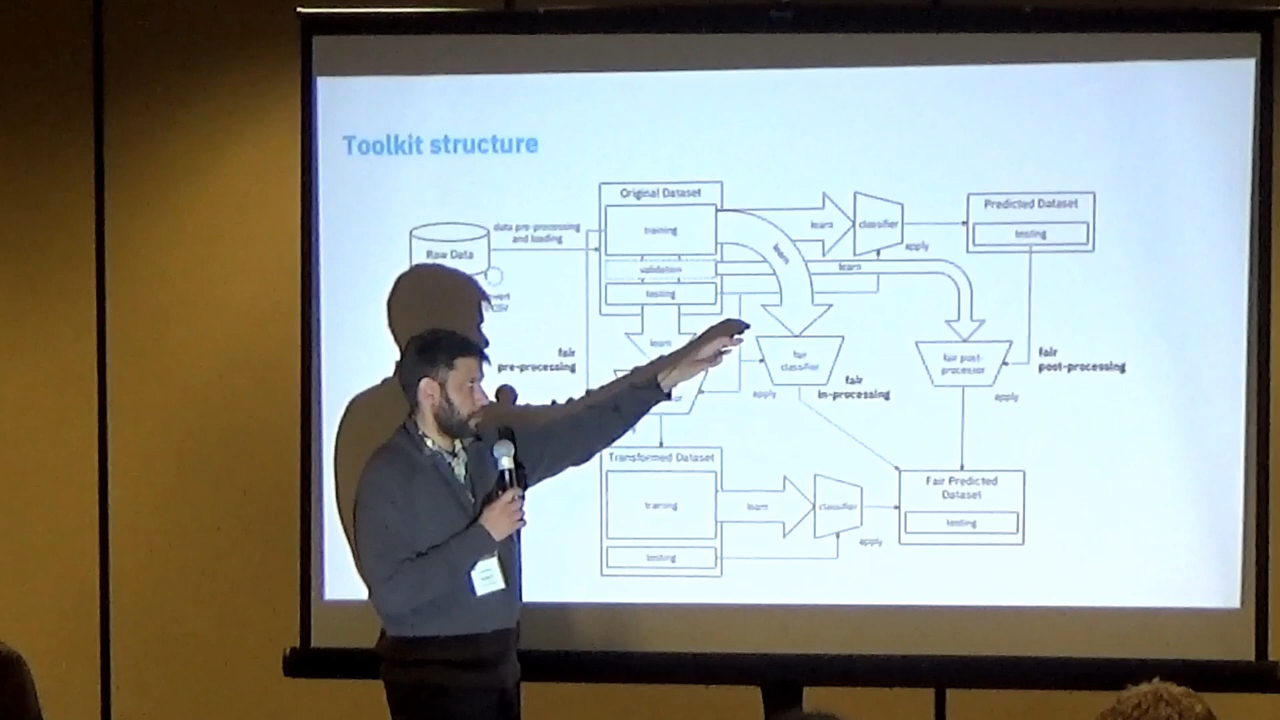 Toolkit structure
Original Dataset
training
validation
testing
data pre-processing
and loading
Raw Data
CSV
learn
classifier
apply
Predicted Dataset
testing
learn
learn
learn
fair
pre-processing
apply
fair
classifier
fair
in-processing
fair post-
processor
fair
post-processing
apply
Transformed Dataset
training
testing
learn
classifier
apply
Fair Predicted
Dataset
testing